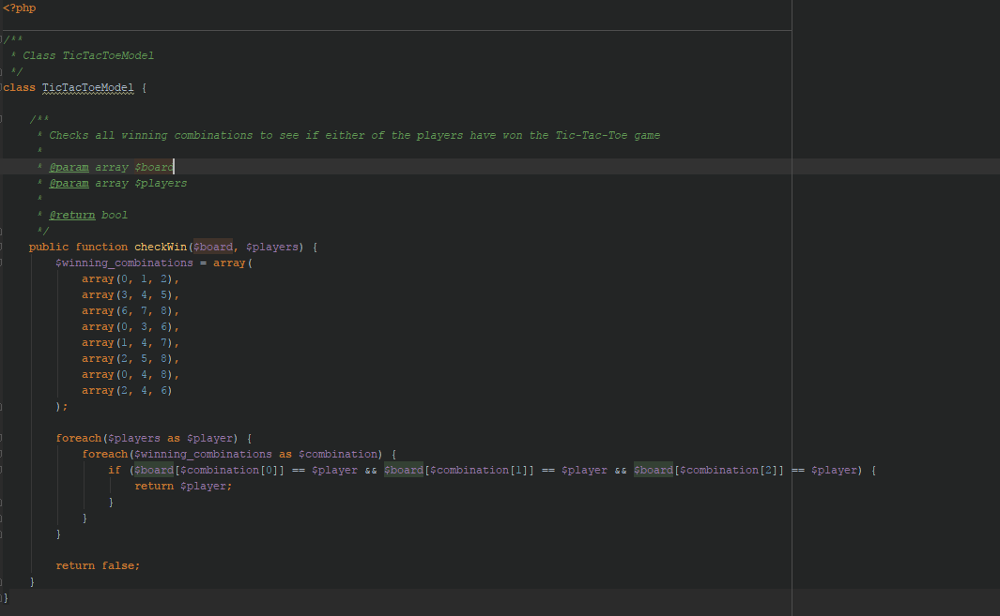 <?php
/**
 * Class TicTacToeModel
 */
class TicTacToeModel {
    /**
     * Checks all winning combinations to see if either of the players have won the Tic-Tac-Toe game
     *
     * @param array $board
     * @param array $players
     *
     * @return bool
     */
    public function checkWin($board, $players) {
        $winning_combinations = array(
            array(0, 1, 2),
            array(3, 4, 5),
            array(6, 7, 8),
            array(0, 3, 6),
            array(1, 4, 7),
            array(2, 5, 8),
            array(0, 4, 8),
            array(2, 4, 6)
        );
        foreach($players as $player) {
            foreach($winning_combinations as $combination) {
                if ($board[$combination[0]] == $player && $board[$combination[1]] == $player && $board[$combination[2]] == $player) {
                    return $player;
                }
            }
        }
        return false;
    }
}